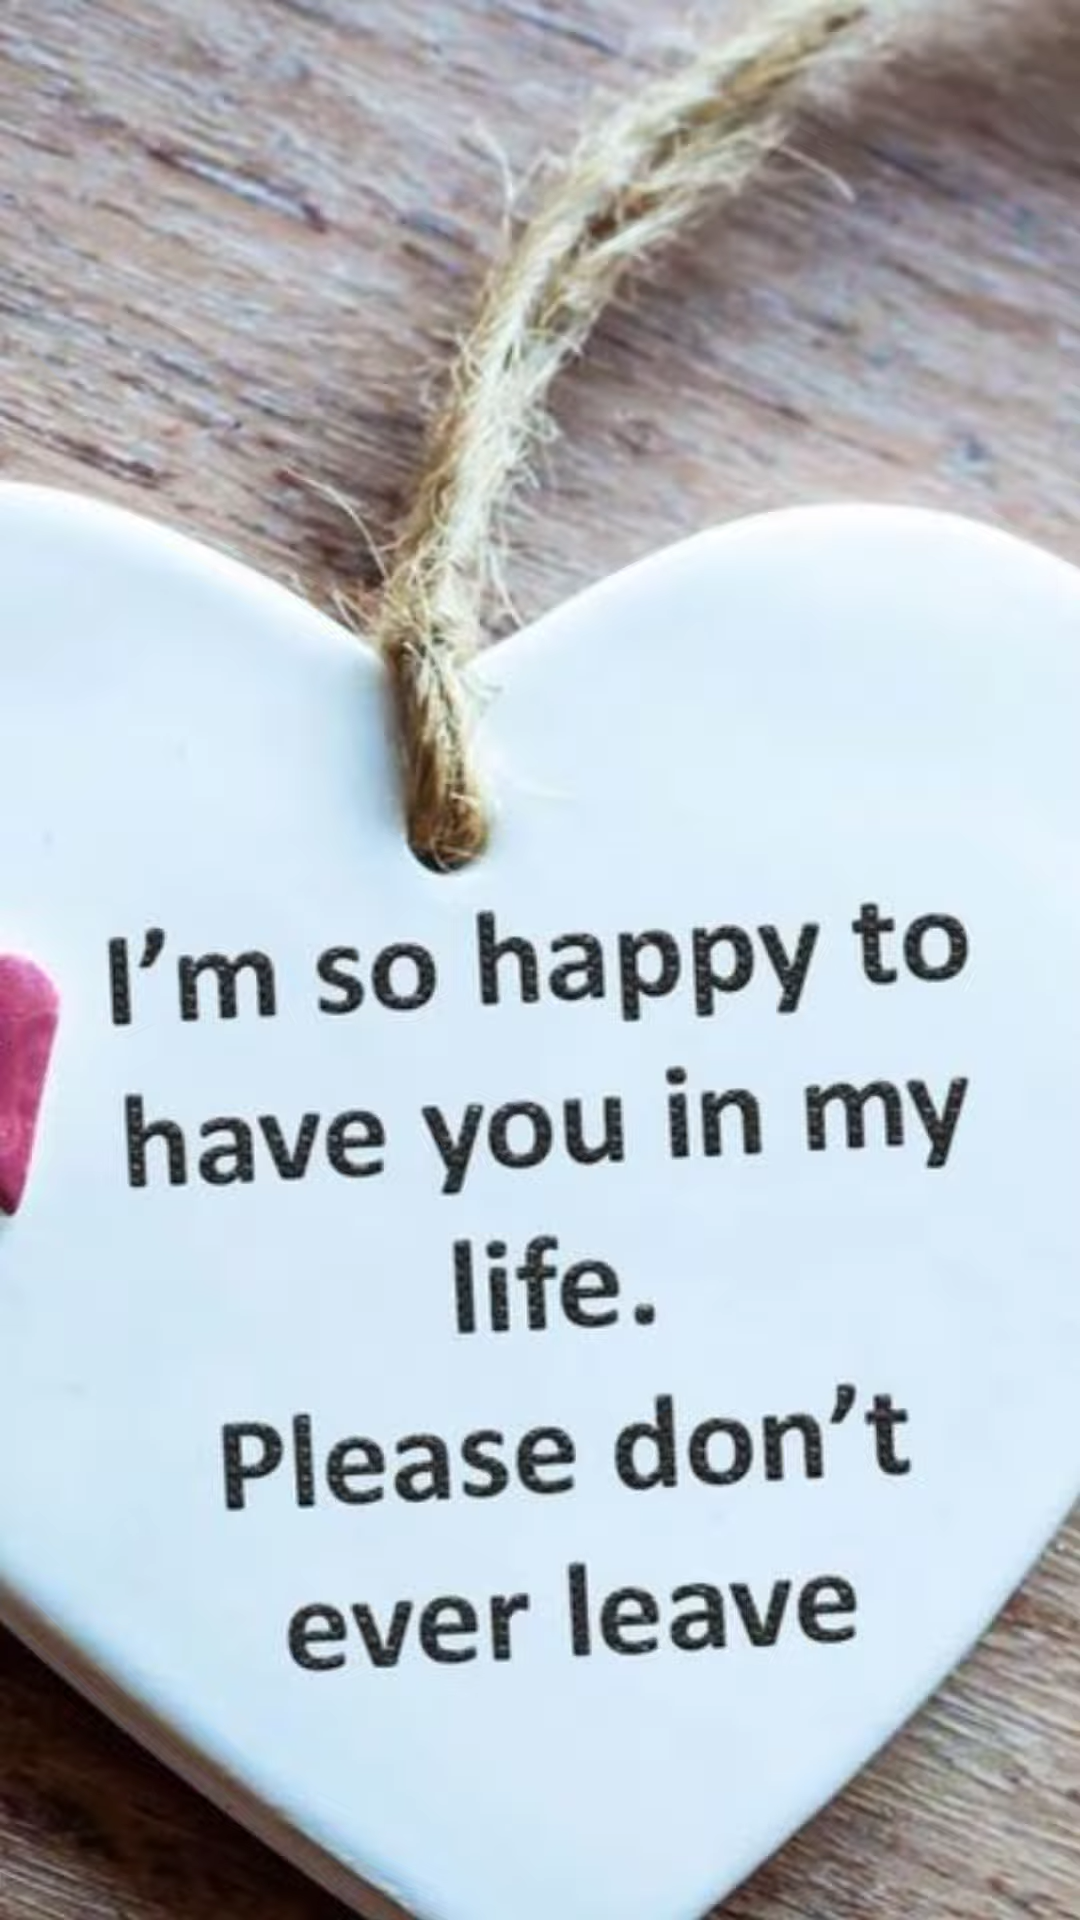 I’m so happy to
have you in my
life.
Please don’t
ever leave